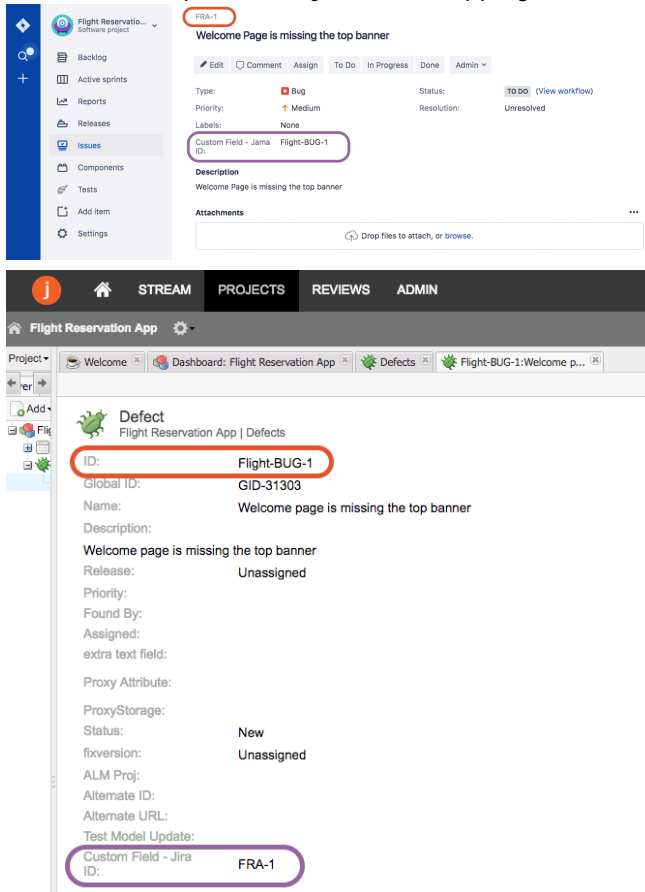 FRA-1
Flight Reservatio...
Software project
Welcome Page is missing the top banner
Backlog
Edit Comment Assign To Do In Progress Done Admin
Active sprints
Type: Bug Status: TO DO (View workflow)
Reports
Priority: Medium Resolution: Unresolved
Releases
Labels: None
Issues
Custom Field - Jama Flight-BUG-1
ID:
Components
Description
Tests
Welcome Page is missing the top banner
Add item
Attachments
Settings
Drop files to attach, or browse.
j STREAM PROJECTS REVIEWS ADMIN
Flight Reservation App
Project Welcome Dashboard: Flight Reservation App Defects Flight-BUG-1:Welcome p...
er
Add
Defect
Flight Reservation App | Defects
Flig
ID: Flight-BUG-1
Global ID: GID-31303
Name: Welcome page is missing the top banner
Description:
Welcome page is missing the top banner
Release: Unassigned
Priority:
Found By:
Assigned:
extra text field:
Proxy Attribute:
ProxyStorage:
Status: New
fixversion: Unassigned
ALM Proj:
Alternate ID:
Alternate URL:
Test Model Update:
Custom Field - Jira FRA-1
ID: